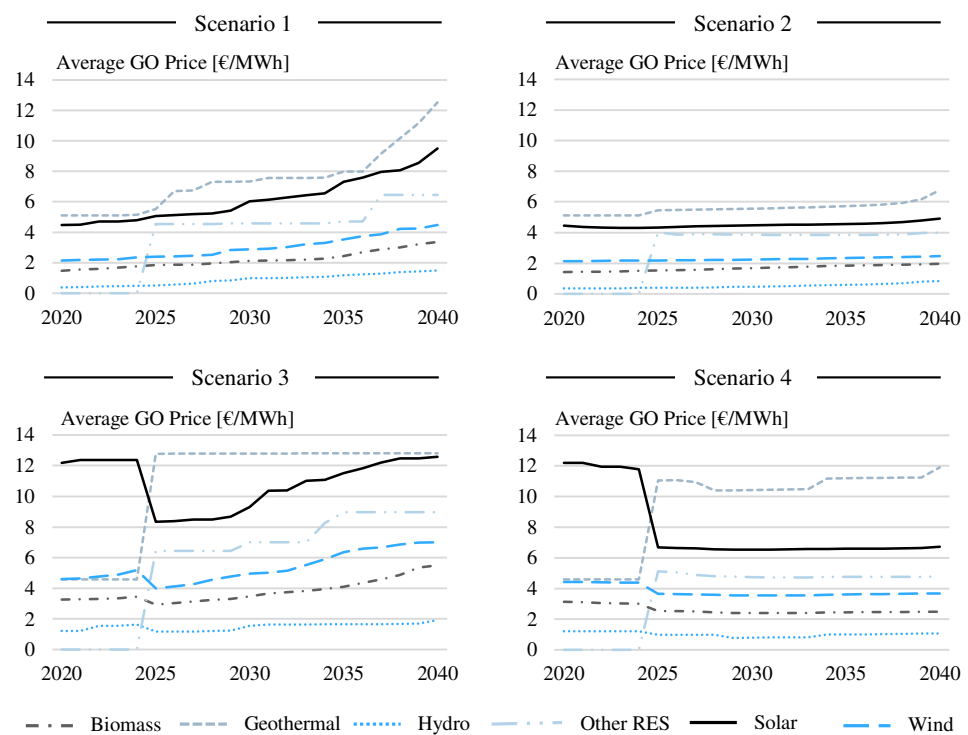 Scenario 1
Average GO Price [€/MWh]
14
12
10
8
6
4
2
0
2020 2025 2030 2035 2040
Scenario 2
Average GO Price [€/MWh]
14
12
10
8
6
4
2
0
2020 2025 2030 2035 2040
Scenario 3
Average GO Price [€/MWh]
14
12
10
8
6
4
2
0
2020 2025 2030 2035 2040
Scenario 4
Average GO Price [€/MWh]
14
12
10
8
6
4
2
0
2020 2025 2030 2035 2040
Biomass Geothermal Hydro Other RES Solar Wind